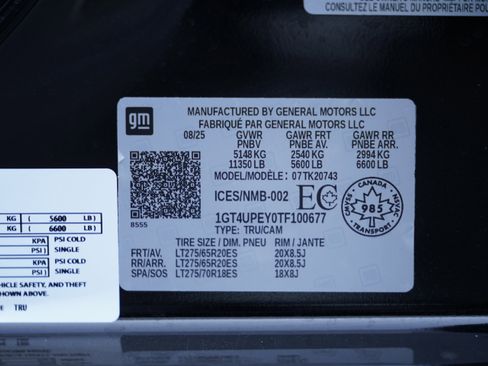 CONSULTEZ LE MANUEL DU PROPRIÉTAIRE POUR
gm
MANUFACTURED BY GENERAL MOTORS LLC
FABRIQUÉ PAR GENERAL MOTORS LLC
08/25 GVWR GAWR FRT GAWR RR
PNBV PNBE AV. PNBE ARR.
5148 KG 2540 KG 2994 KG
11350 LB 5600 LB 6600 LB
MODEL/MODÈLE: 07 TK20743
ICES/NMB-002 EC
CANADA
985
TRANSPORT
8555
1GT4UPEY0TF100677
TYPE: TRU/CAM
TIRE SIZE / DIM. PNEU RIM / JANTE
FRT/AV. LT275/65R20ES 20X8.5J
RR/ARR. LT275/65R20ES 20X8.5J
SPA/SOS LT275/70R18ES 18X8J
KG ( 5600 LB)
KG ( 6600 LB)
KPA PSI COLD
SINGLE
KPA PSI COLD
SINGLE
HICLE SAFETY, AND THEFT
SHOWN ABOVE.
TRU